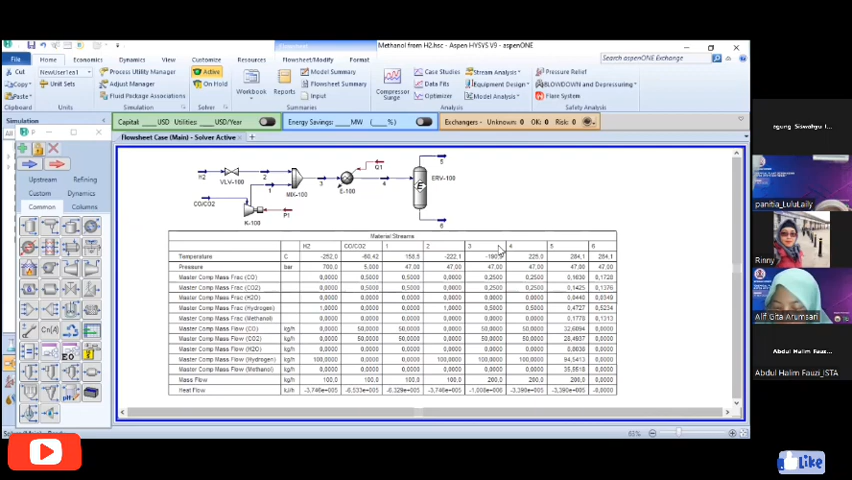 Flowsheet
Methanol from H2.hsc - Aspen HYSYS V9 - aspenONE
File Home Economics Dynamics View Customize Resources Flowsheet/Modify Format
Search aspenONE Exchange
Cut
Copy
Paste
NewUser1ea1
Unit Sets
Process Utility Manager
Adjust Manager
Fluid Package Associations
Active
On Hold
Workbook
Reports
Model Summary
Flowsheet Summary
Input
Compressor
Surge
Case Studies
Data Fits
Optimizer
Stream Analysis
Equipment Design
Model Analysis
Pressure Relief
BLOWDOWN and Depressuring
Flare System
Clipboard
Units
Simulation
Solver
Summaries
Analysis
Safety Analysis
Capital: USD Utilities: USD/Year
Energy Savings: MW ( %)
Exchangers - Unknown: 0 OK: 0 Risk: 0
Simulation
All
Flowsheet Case (Main) - Solver Active
Upstream Refining
Custom Dynamics
Common Columns
H2
VLV-100
2
1
MIX-100
3
E-100
Q1
4
5
ERV-100
6
CO/CO2
K-100
P1
Material Streams
H2 CO/CO2 1 2 3 4 5 6
Temperature C -252,0 -60,42 158,5 -222,1 225,0 284,1 284,1
Pressure bar 700,0 5,000 47,00 47,00 47,00 47,00 47,00 47,00
Master Comp Mass Frac (CO) 0,0000 0,5000 0,5000 0,0000 0,2500 0,2500 0,1630 0,1720
Master Comp Mass Frac (CO2) 0,0000 0,5000 0,5000 0,0000 0,2500 0,2500 0,1425 0,1376
Master Comp Mass Frac (H2O) 0,0000 0,0000 0,0000 0,0000 0,0000 0,0000 0,0440 0,0349
Master Comp Mass Frac (Hydrogen) 1,0000 0,0000 0,0000 1,0000 0,5000 0,5000 0,4727 0,5234
Master Comp Mass Frac (Methanol) 0,0000 0,0000 0,0000 0,0000 0,0000 0,0000 0,1778 0,1313
Master Comp Mass Flow (CO) kg/h 0,0000 50,0000 50,0000 0,0000 50,0000 50,0000 32,6094 0,0000
Master Comp Mass Flow (CO2) kg/h 0,0000 50,0000 50,0000 0,0000 50,0000 50,0000 28,4937 0,0000
Master Comp Mass Flow (H2O) kg/h 0,0000 0,0000 0,0000 0,0000 0,0000 0,0000 0,0000
Master Comp Mass Flow (Hydrogen) kg/h 100,0000 0,0000 0,0000 100,0000 100,0000 100,0000 94,5413 0,0000
Master Comp Mass Flow (Methanol) kg/h 0,0000 0,0000 0,0000 0,0000 0,0000 0,0000 35,5518 0,0000
Mass Flow kg/h 100,0 100,0 100,0 100,0 200,0 200,0 200,0 0,0000
Heat Flow kJ/h -3,746e+005 -6,533e+005 -6,329e+005 -3,746e+005 -3,390e+005 -3,390e+005 -0,0000
63%
panitia_LuluLaily
Rinny
Alif Gita Arumsari
Abdul Halim Fauzi_ISTA
Abdul Halim Fauzi_ISTA
Like